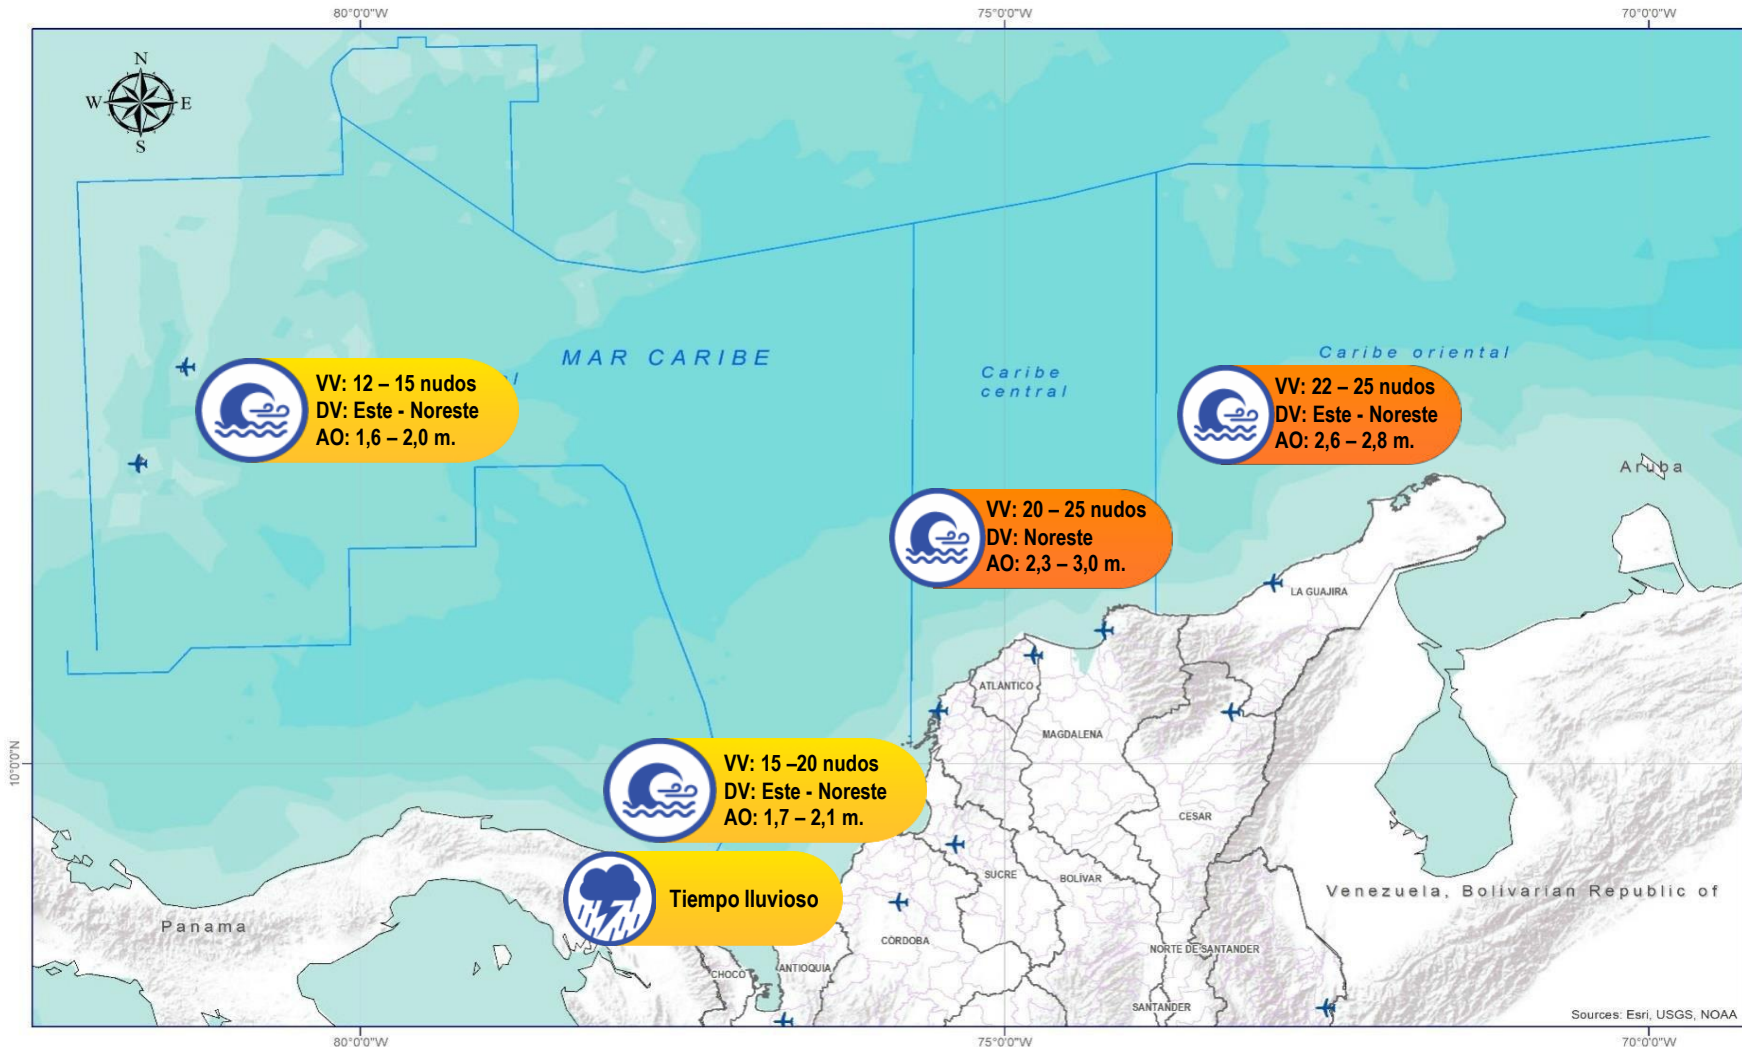 80°0'0"W
75°0'0"W
70°0'0"W
N
W
E
S
MAR CARIBE
Caribe
central
Caribe oriental
VV: 12 – 15 nudos
DV: Este - Noreste
AO: 1,6 – 2,0 m.
VV: 22 – 25 nudos
DV: Este - Noreste
AO: 2,6 – 2,8 m.
Aruba
VV: 20 – 25 nudos
DV: Noreste
AO: 2,3 – 3,0 m.
LA GUAJIRA
ATLÁNTICO
MAGDALENA
10°0'0"N
VV: 15 –20 nudos
DV: Este - Noreste
AO: 1,7 – 2,1 m.
CESAR
SUCRE
BOLÍVAR
Venezuela, Bolivarian Republic of
Tiempo lluvioso
Panama
CÓRDOBA
NORTE DE SANTANDER
CHOCÓ
ANTIOQUIA
SANTANDER
Sources: Esri, USGS, NOAA
80°0'0"W
75°0'0"W
70°0'0"W